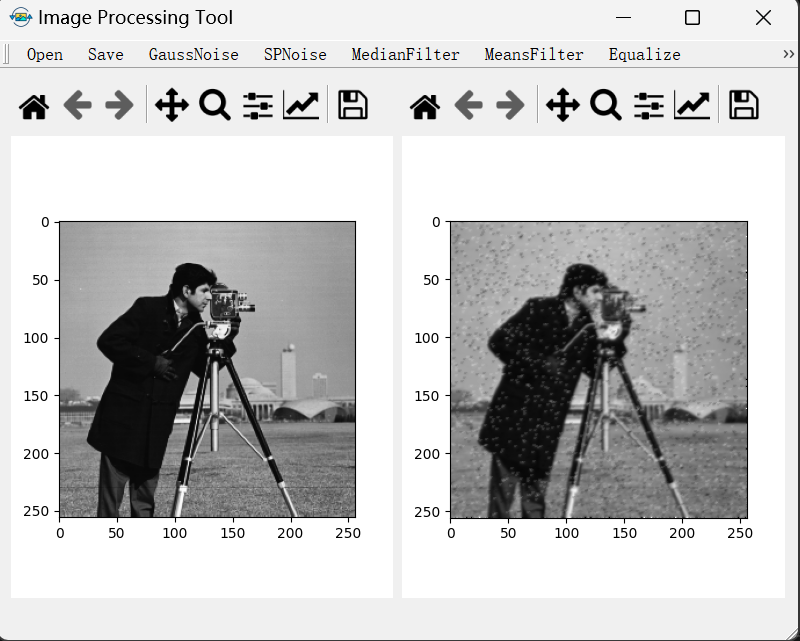 Image Processing Tool
Open Save GaussNoise SPNoise MedianFilter MeansFilter Equalize »
0 0
50 50
100 100
150 150
200 200
250 250
0 50 100 150 200 250 0 50 100 150 200 250